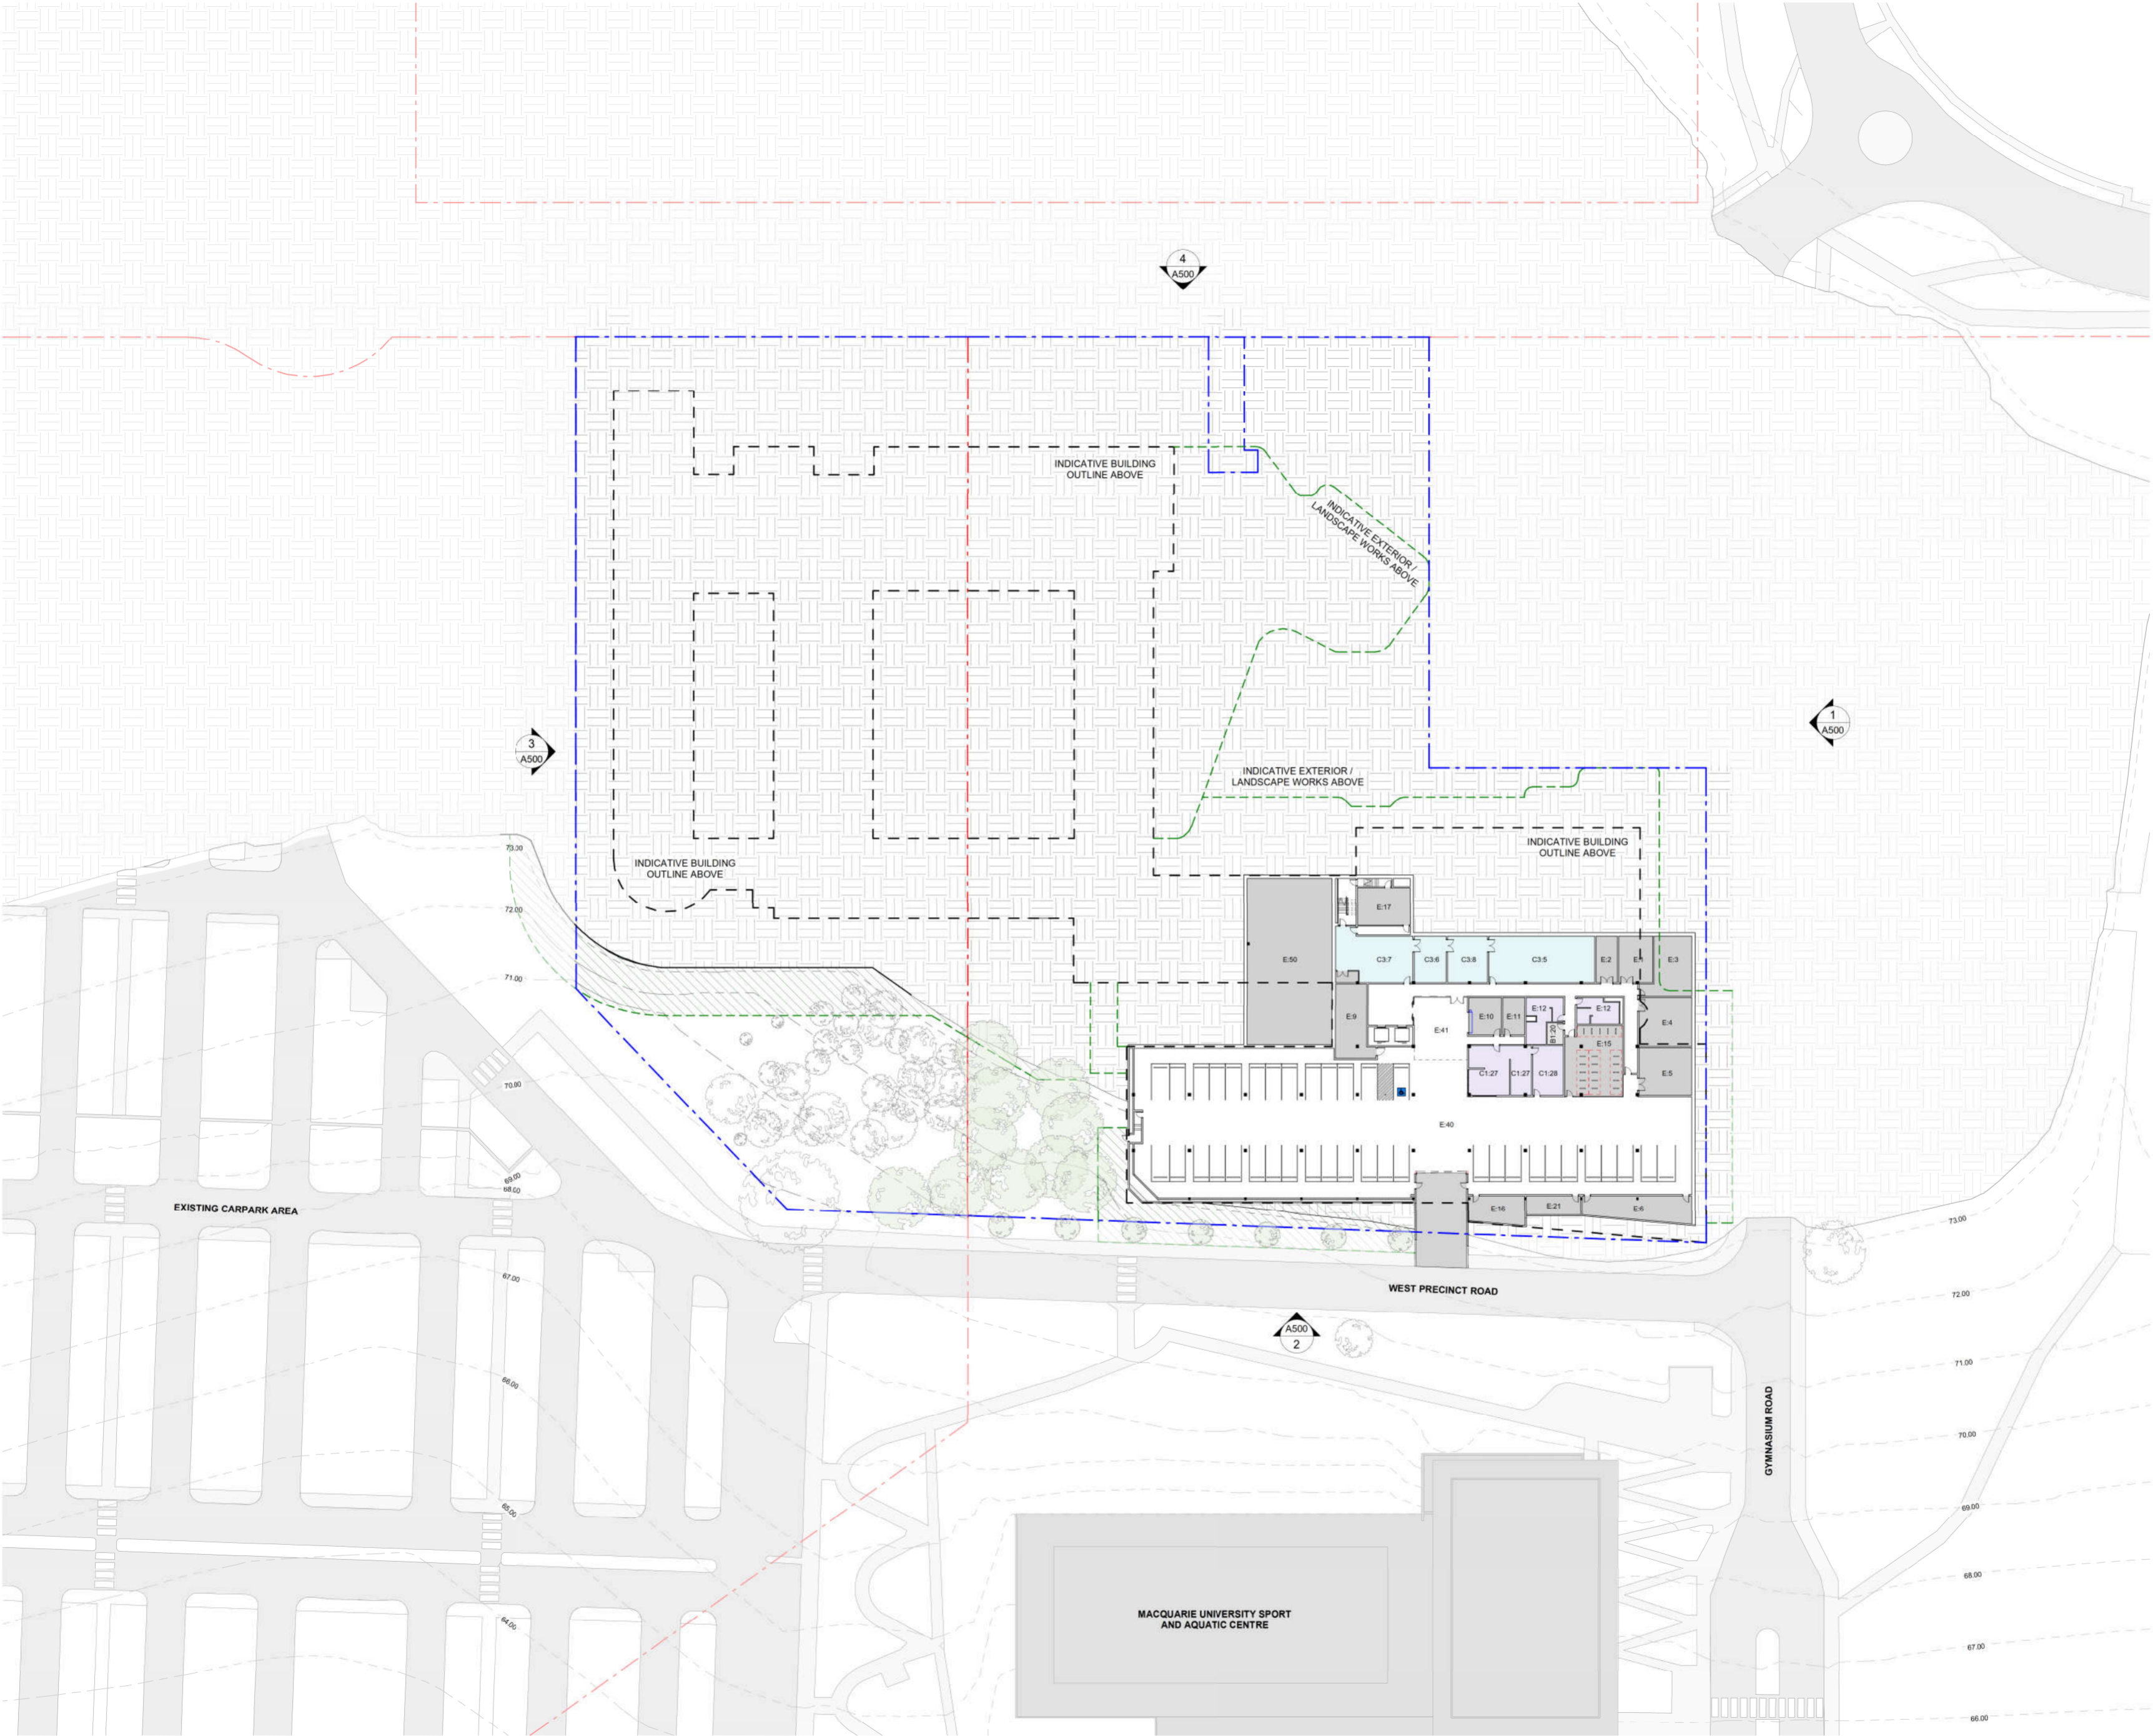 4
A500
INDICATIVE BUILDING
OUTLINE ABOVE
INDICATIVE EXTERIOR /
LANDSCAPE WORKS ABOVE
1
A500
3
A500
INDICATIVE EXTERIOR /
LANDSCAPE WORKS ABOVE
INDICATIVE BUILDING
OUTLINE ABOVE
INDICATIVE BUILDING
OUTLINE ABOVE
73.30
72.00
71.00
70.00
69.00
68.00
67.00
66.00
65.00
64.00
E:17
E:50
C3:7
C3:6
C3:8
C3:5
E:2
E:3
E:9
E:41
E:10
E:11
E:12
B1:20
E:12
E:4
E:15
C1:27
C1:27
C1:28
E:5
E:40
E:16
E:21
E:6
EXISTING CARPARK AREA
WEST PRECINCT ROAD
A500
2
GYMNASIUM ROAD
73.00
72.00
71.00
70.00
69.00
68.00
67.00
66.00
MACQUARIE UNIVERSITY SPORT
AND AQUATIC CENTRE